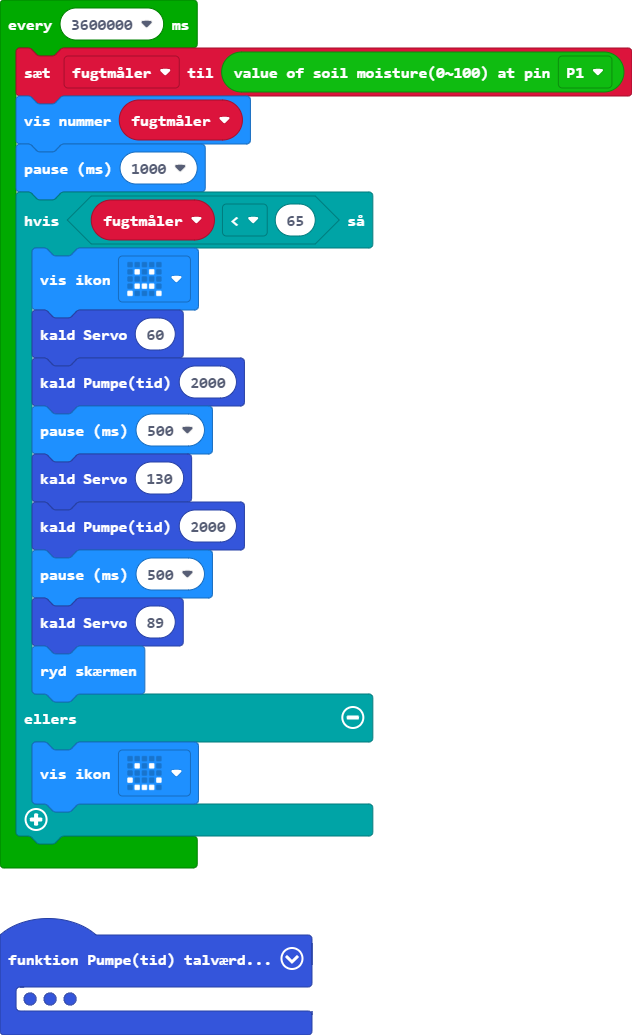 every 3600000 ms
sæt fugtmåler til value of soil moisture(0~100) at pin P1
vis nummer fugtmåler
pause (ms) 1000
hvis fugtmåler < 65 så
vis ikon
kald Servo 60
kald Pumpe(tid) 2000
pause (ms) 500
kald Servo 130
kald Pumpe(tid) 2000
pause (ms) 500
kald Servo 89
ryd skærmen
ellers
vis ikon
funktion Pumpe(tid) talværd...